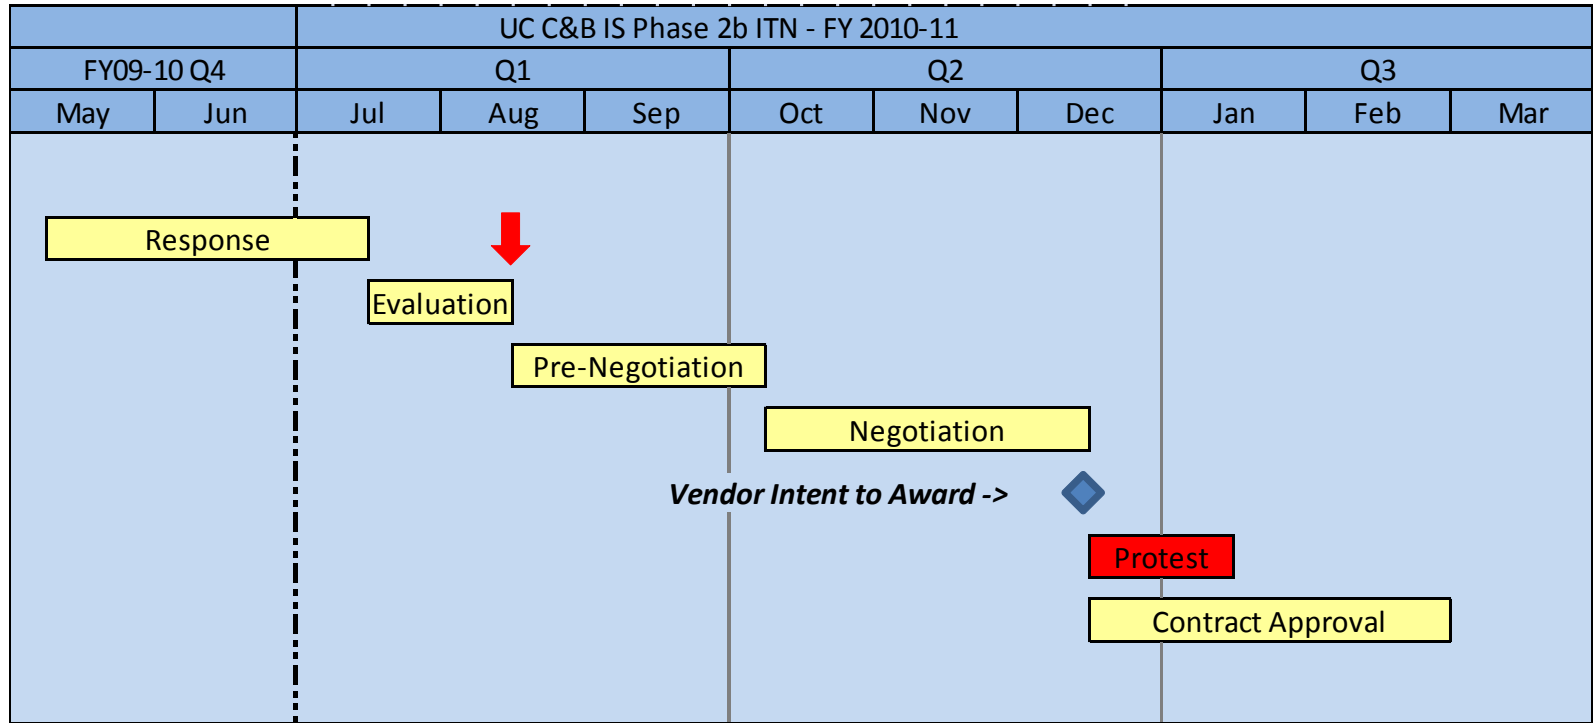 UC C&B IS Phase 2b ITN - FY 2010-11
FY09-10 Q4 Q1 Q2 Q3
May Jun Jul Aug Sep Oct Nov Dec Jan Feb Mar
Response
Evaluation
Pre-Negotiation
Negotiation
Vendor Intent to Award ->
Protest
Contract Approval